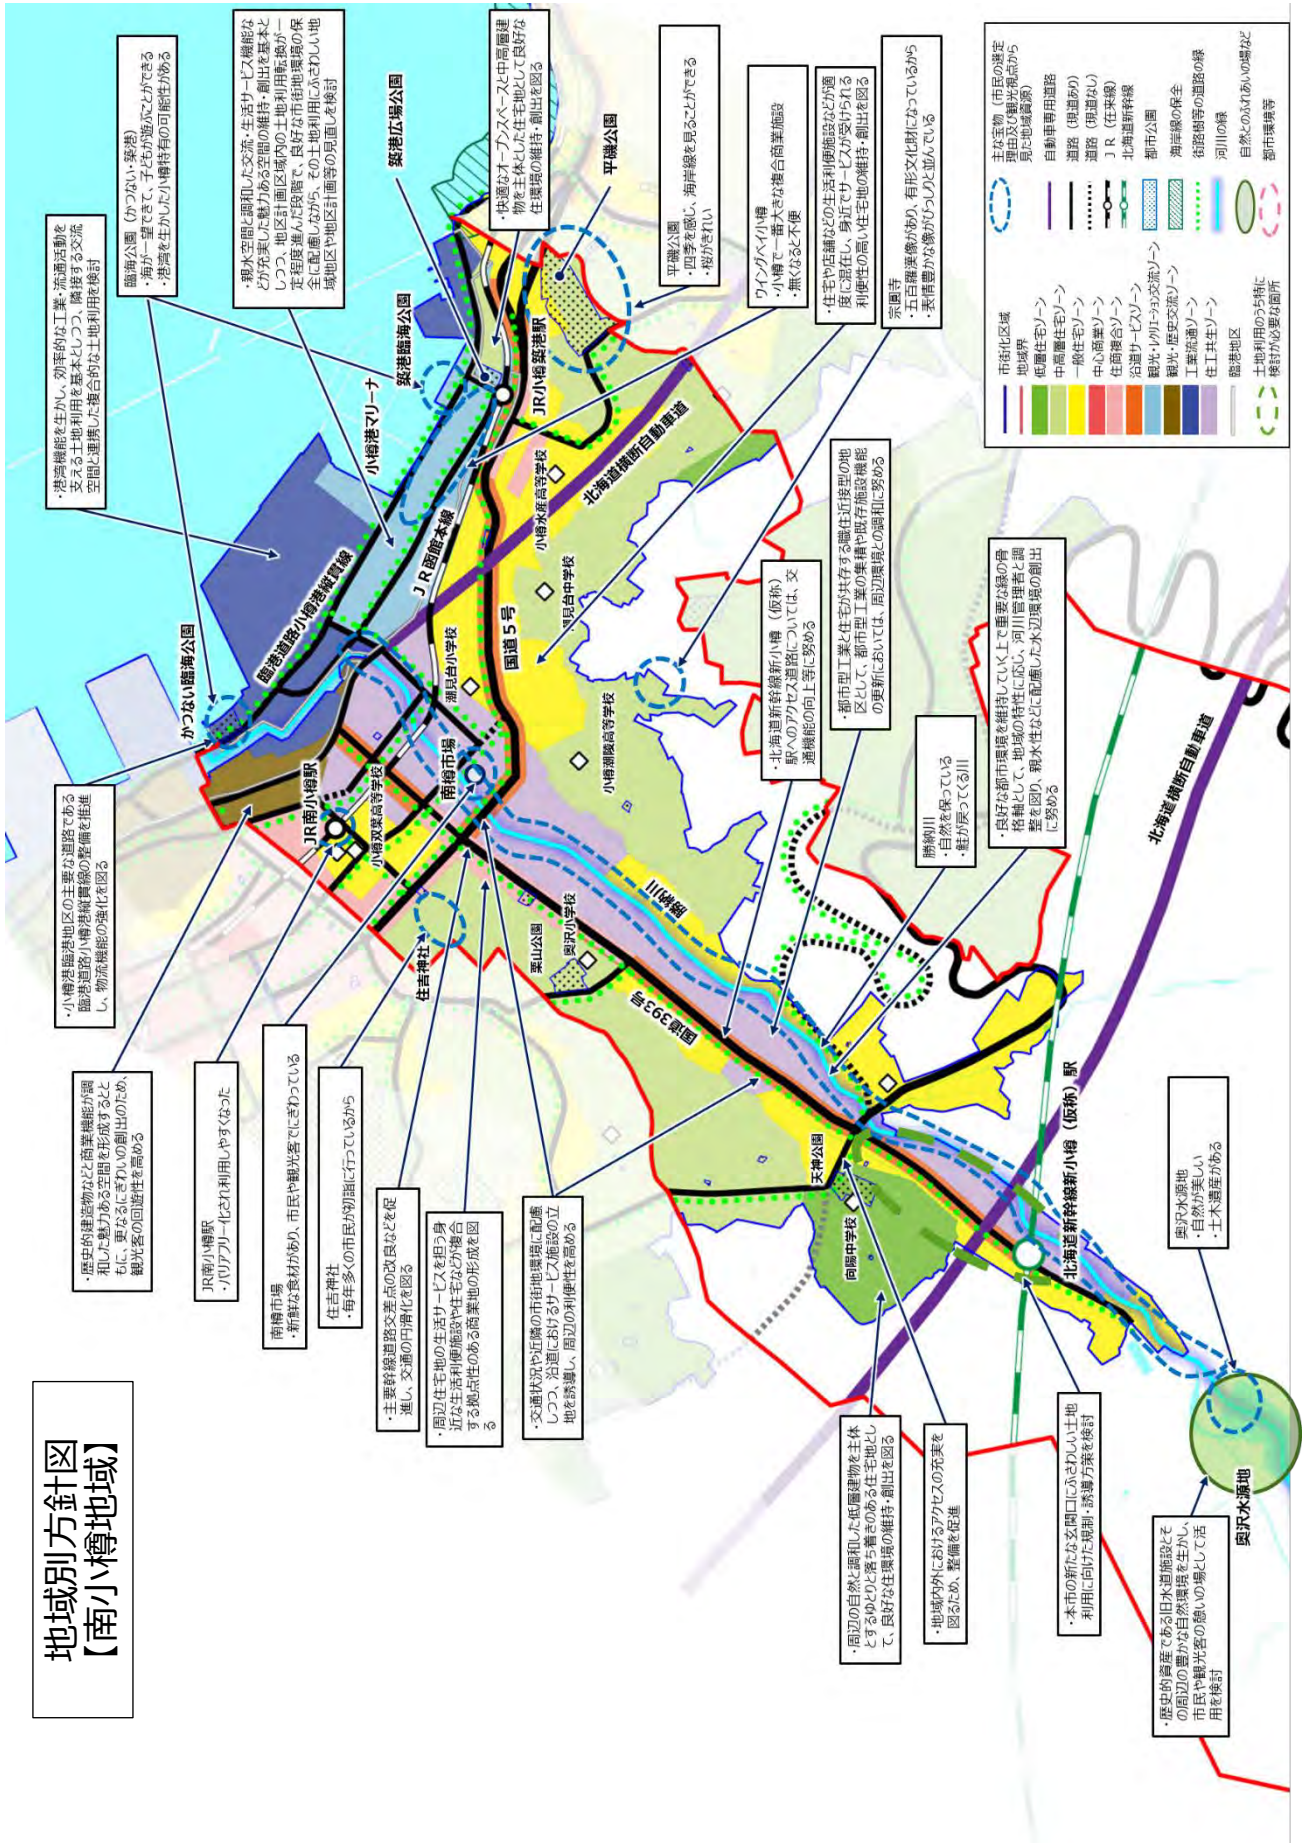 地域別方針図
【南小樽地域】
・歴史的建造物などと商業機能が調
和した魅力ある空間を形成するとと
もに、更なるにぎわいの創出のため、
観光客の回遊性を高める
・小樽港臨港地区の主要な道路である
臨港道路小樽港縦貫線の整備を推進
し、物流機能の強化を図る
・港湾機能を生かし、効率的な工業・流通活動を
支える土地利用を基本としつつ、隣接する交流
空間と連携した複合的な土地利用を検討
臨海公園（かつない・築港）
・海が一望できて、子どもが遊ぶことができる
・港湾を生かした小樽特有の可能性がある
・親水空間と調和した交流・生活サービス機能な
どが充実した魅力ある空間の維持・創出を基本と
しつつ、地区計画区域内の土地利用転換が一
定程度進んだ段階で、良好な市街地環境の保
全に配慮しながら、その土地利用にふさわしい地
域地区や地区計画等の見直しを検討
・快適なオープンスペースと中高層建
物を主体とした住宅地として良好な
住環境の維持・創出を図る
JR南小樽駅
・バリアフリー化され利用しやすくなった
南樽市場
・新鮮な食材があり、市民や観光客でにぎわっている
住吉神社
・毎年多くの市民が初詣に行っているから
・主要幹線道路交差点の改良などを促
進し、交通の円滑化を図る
・周辺住宅地の生活サービスを担う身
近な生活利便施設や住宅などが複合
する拠点性のある商業地の形成を図
る
・交通状況や近隣の市街地環境に配慮
しつつ、沿道におけるサービス施設の立
地を誘導し、周辺の利便性を高める
平磯公園
・四季を感じ、海岸線を見ることができる
・桜がきれい
ウイングベイ小樽
・小樽で一番大きな複合商業施設
・無くなると不便
・住宅や店舗などの生活利便施設などが適
度に混在し、身近でサービスが受けられる
利便性の高い住宅地の維持・創出を図る
宗圓寺
・五百羅漢像があり、有形文化財になっているから
・表情豊かな像がびっしりと並んでいる
・北海道新幹線新小樽（仮称）
駅へのアクセス道路については、交
通機能の向上等に努める
・都市型工業と住宅が共存する職住近接型の地
区として、都市型工業の集積や既存施設機能
の更新においては、周辺環境との調和に努める
勝納川
・自然を保っている
・鮭が戻ってくる川
・良好な都市環境を維持していく上で重要な緑の骨
格軸として、地域の特性に応じ、河川管理者と調
整を図り、親水性などに配慮した水辺環境の創出
に努める
・周辺の自然と調和した低層建物を主体
とするゆとりと落ち着きのある住宅地とし
て、良好な住環境の維持・創出を図る
・地域内外におけるアクセスの充実を
図るため、整備を促進
・本市の新たな玄関口にふさわしい土地
利用に向けた規制・誘導方策を検討
・歴史的資産である旧水道施設とそ
の周辺の豊かな自然環境を生かし、
市民や観光客の憩いの場として活
用を検討
奥沢水源地
・自然が美しい
・土木遺産がある
かつない臨海公園
臨港道路小樽港縦貫線
小樽港マリーナ
築港臨海公園
築港広場公園
平磯公園
JR小樽築港駅
JR函館本線
国道５号
北海道横断自動車道
小樽水産高等学校
潮見台中学校
潮見台小学校
小樽潮陵高等学校
JR南小樽駅
小樽双葉高等学校
南樽市場
住吉神社
栗山公園
奥沢小学校
勝納川
国道393号
天神公園
向陽中学校
北海道新幹線新小樽（仮称）駅
北海道横断自動車道
奥沢水源地
市街化区域
地域界
低層住宅ゾーン
中高層住宅ゾーン
一般住宅ゾーン
中心商業ゾーン
住商複合ゾーン
沿道サービスゾーン
観光・レクリエーション交流ゾーン
観光・歴史交流ゾーン
工業流通ゾーン
住工共生ゾーン
臨港地区
土地利用のうち特に
検討が必要な箇所
主な宝物（市民の選定
理由及び観光視点から
見た地域資源）
自動車専用道路
道路（現道あり）
道路（現道なし）
ＪＲ（在来線）
北海道新幹線
都市公園
海岸線の保全
街路樹等の道路の緑
河川の緑
自然とのふれあいの場など
都市環境等